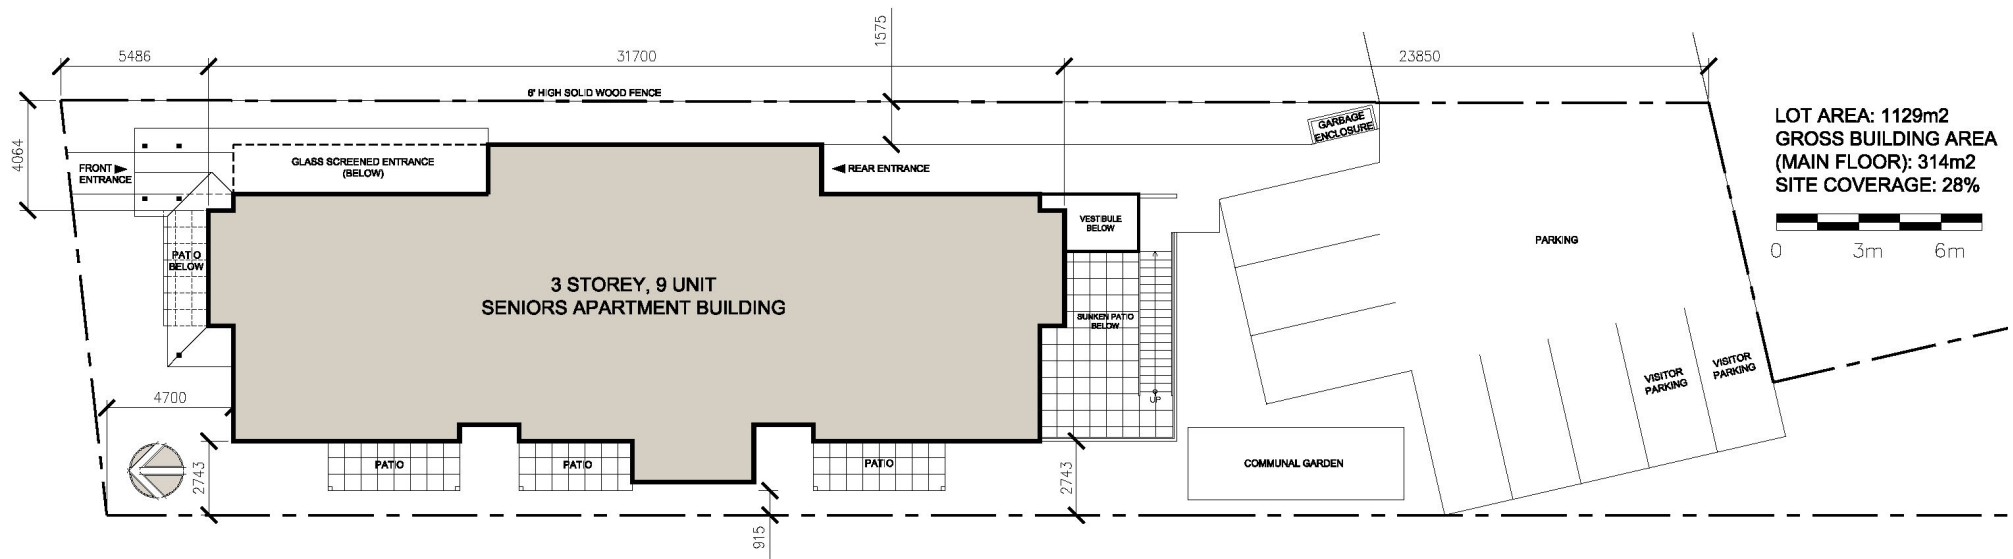 1575
5486
31700
23850
6' HIGH SOLID WOOD FENCE
4064
FRONT
ENTRANCE
GLASS SCREENED ENTRANCE
(BELOW)
REAR ENTRANCE
GARBAGE
ENCLOSURE
LOT AREA: 1129m2
GROSS BUILDING AREA
(MAIN FLOOR): 314m2
SITE COVERAGE: 28%
0 3m 6m
VESTIBULE
BELOW
PARKING
PATIO
BELOW
3 STOREY, 9 UNIT
SENIORS APARTMENT BUILDING
SUNKEN PATIO
BELOW
UP
VISITOR
PARKING
VISITOR
PARKING
4700
2743
PATIO
PATIO
PATIO
2743
COMMUNAL GARDEN
915